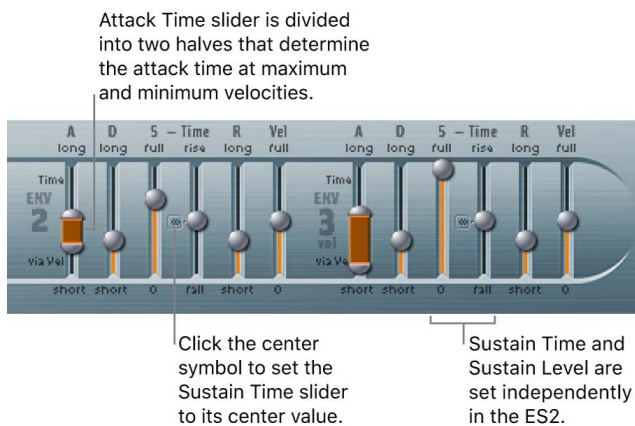 Attack Time slider is divided
into two halves that determine
the attack time at maximum
and minimum velocities.
A D S – Time R Vel A D S – Time R Vel
long long full rise long full long long full rise long full
Time Time
ENV ENV
2 3
vol
via Vel via Vel
short short 0 fall short 0 short short 0 fall short 0
Click the center
symbol to set the
Sustain Time slider
to its center value.
Sustain Time and
Sustain Level are
set independently
in the ES2.